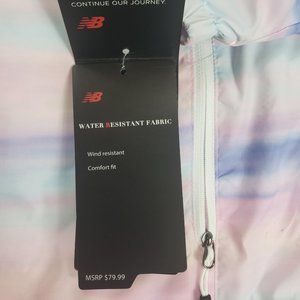 CONTINUE OUR JOURNEY.
NB
NB
WATER RESISTANT FABRIC
Wind resistant
Comfort fit
MSRP $79.99